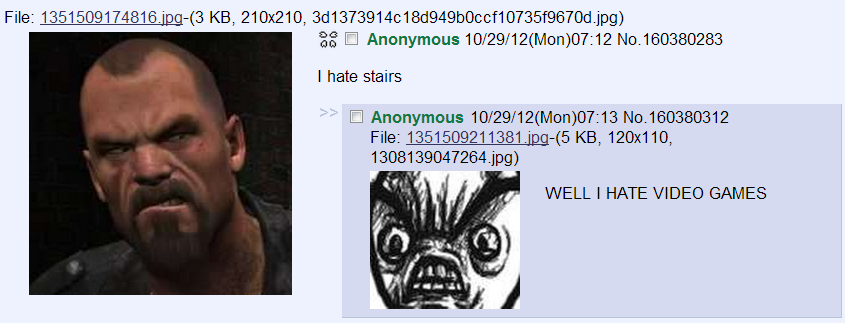 File: 1351509174816.jpg-(3 KB, 210x210, 3d1373914c18d949b0ccf10735f9670d.jpg)
Anonymous 10/29/12(Mon)07:12 No.160380283
I hate stairs
>> Anonymous 10/29/12(Mon)07:13 No.160380312
File: 1351509211381.jpg-(5 KB, 120x110,
1308139047264.jpg)
WELL I HATE VIDEO GAMES